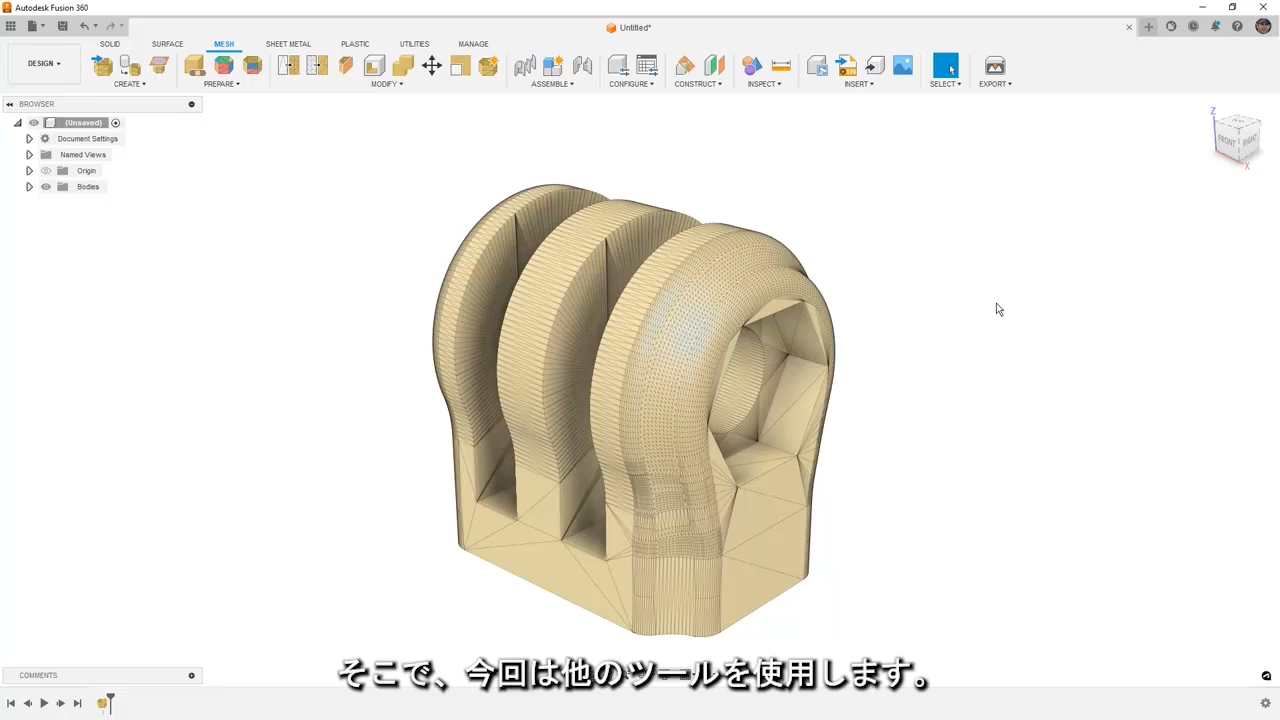 Autodesk Fusion 360
Untitled*
DESIGN
SOLID
SURFACE
MESH
SHEET METAL
PLASTIC
UTILITIES
MANAGE
CREATE
PREPARE
MODIFY
ASSEMBLE
CONFIGURE
CONSTRUCT
INSPECT
INSERT
SELECT
EXPORT
BROWSER
(Unsaved)
Document Settings
Named Views
Origin
Bodies
Z
FRONT
RIGHT
X
そこで、今回は他のツールを使用します。
COMMENTS